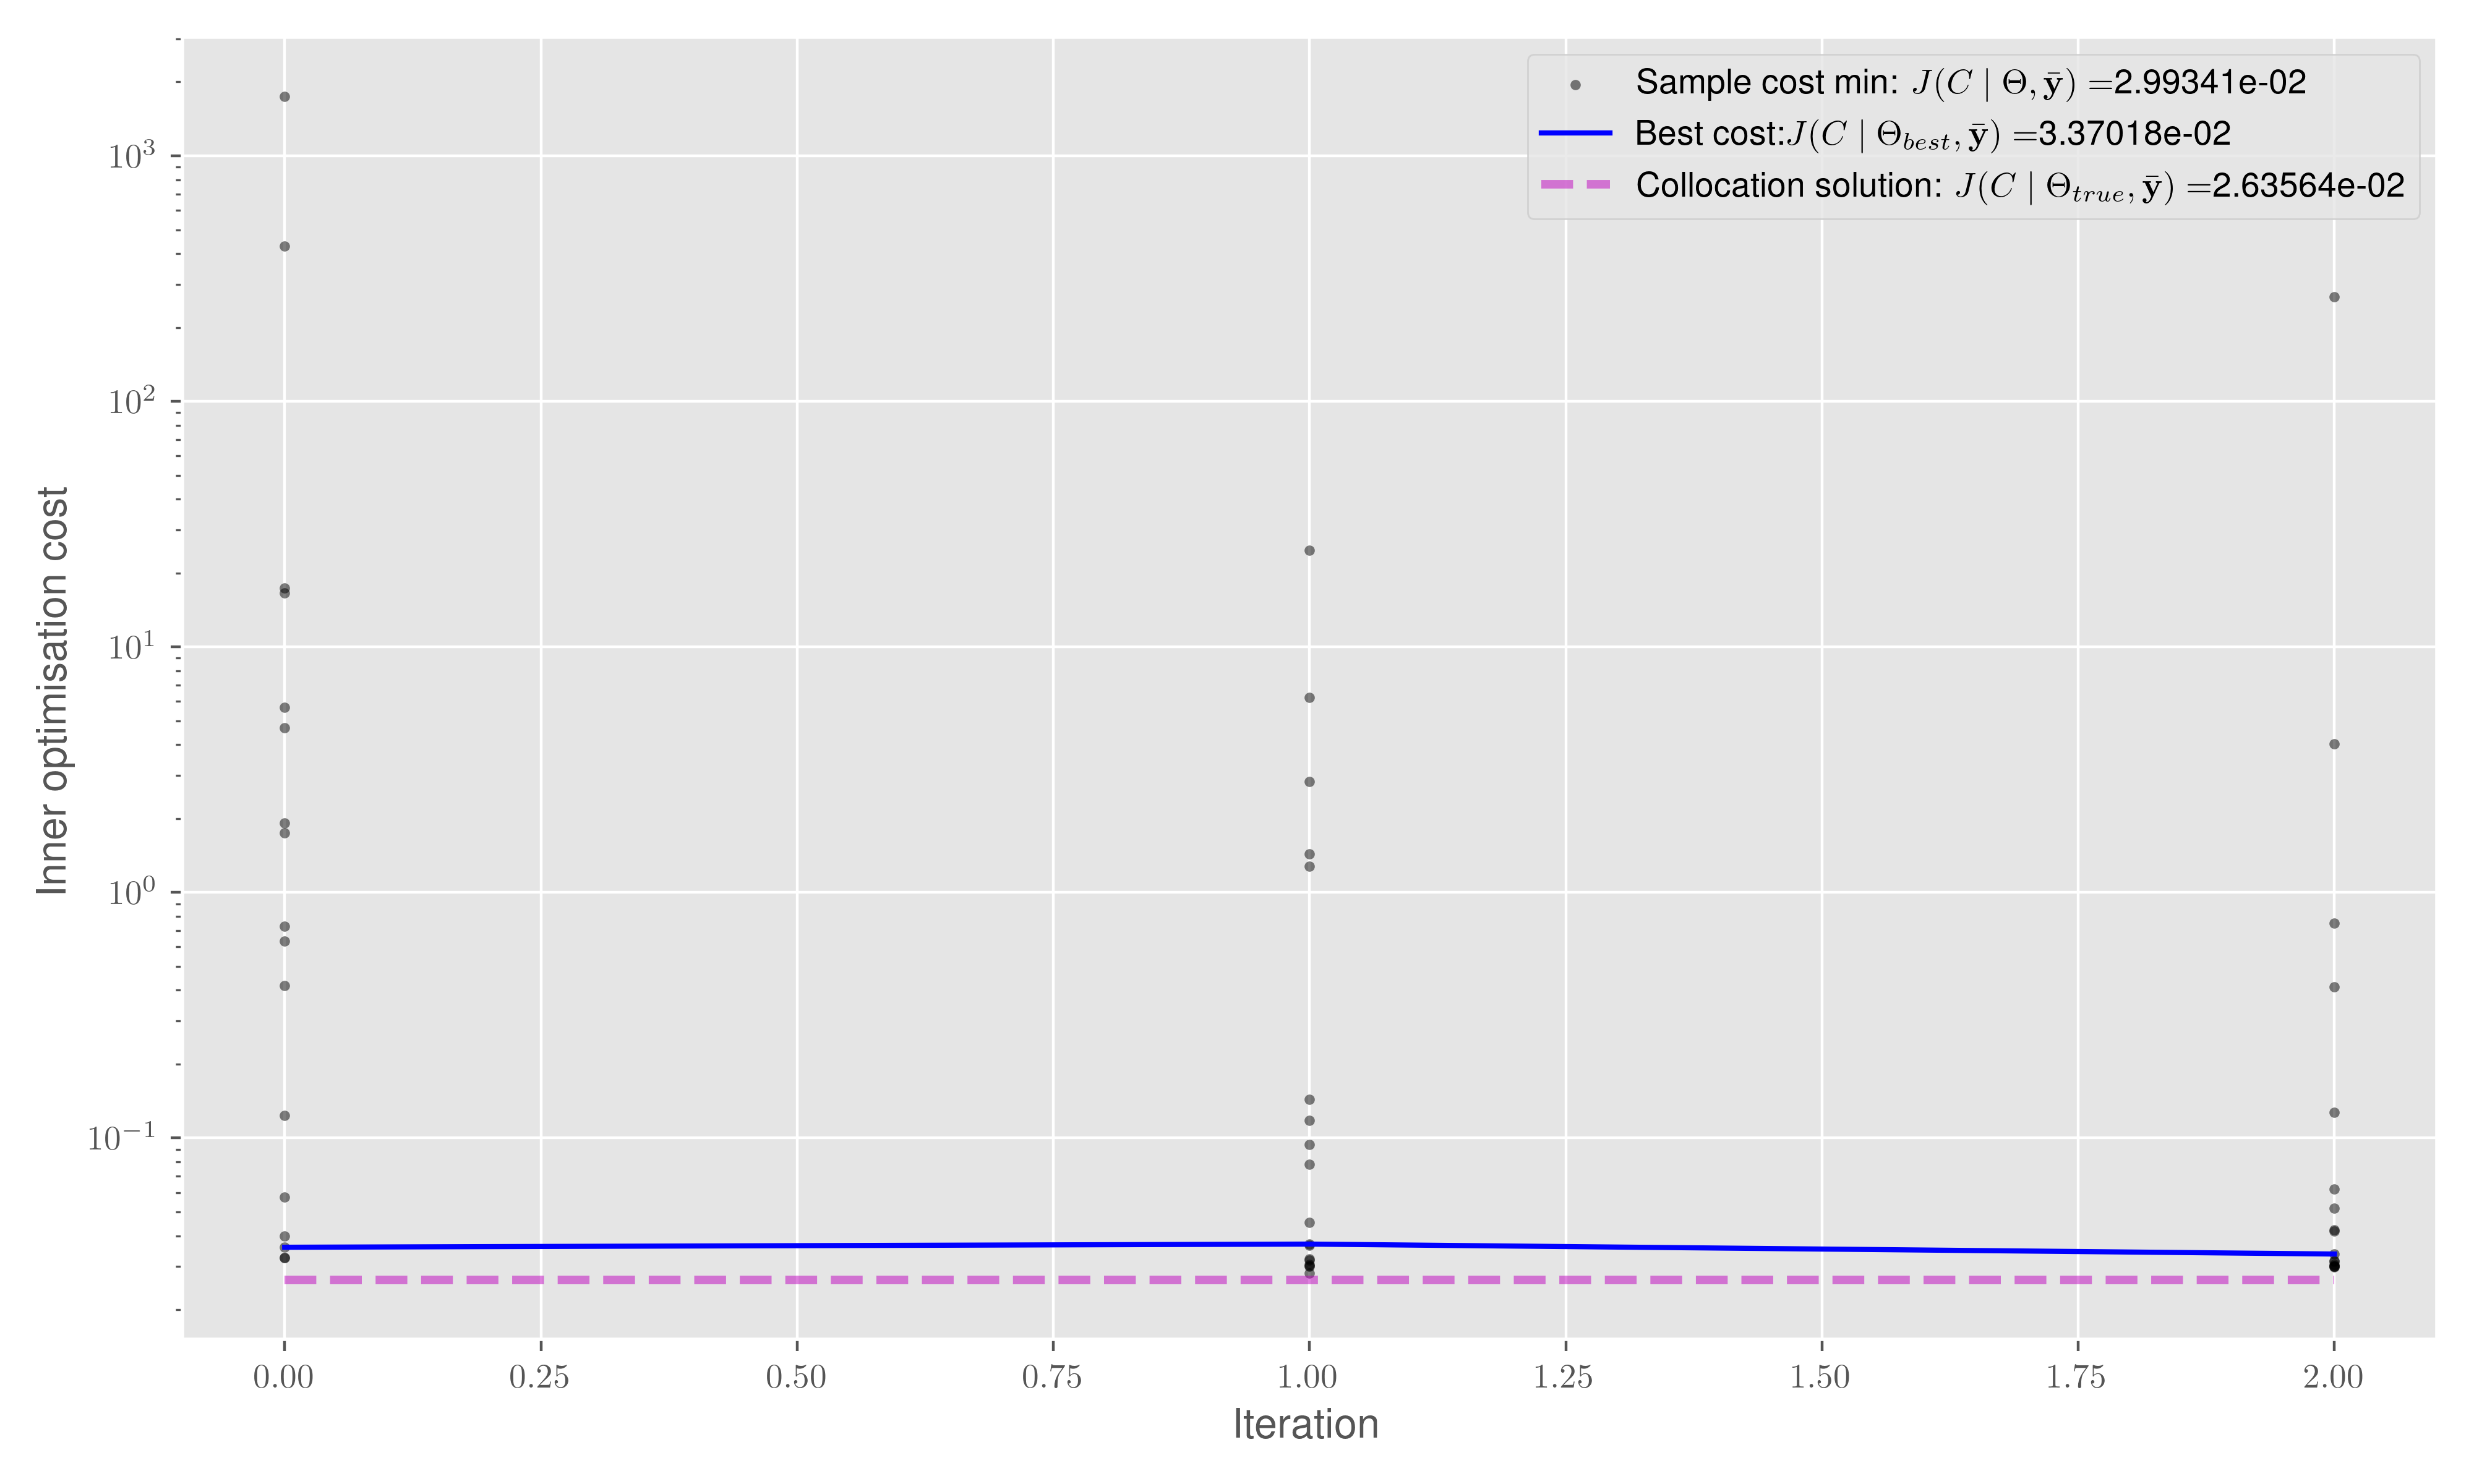 Sample cost min: J(C | Θ, ȳ) =2.99341e-02
Best cost:J(C | Θ_best, ȳ) =3.37018e-02
Collocation solution: J(C | Θ_true, ȳ) =2.63564e-02
Inner optimisation cost
10^3
10^2
10^1
10^0
10^−1
0.00 0.25 0.50 0.75 1.00 1.25 1.50 1.75 2.00
Iteration